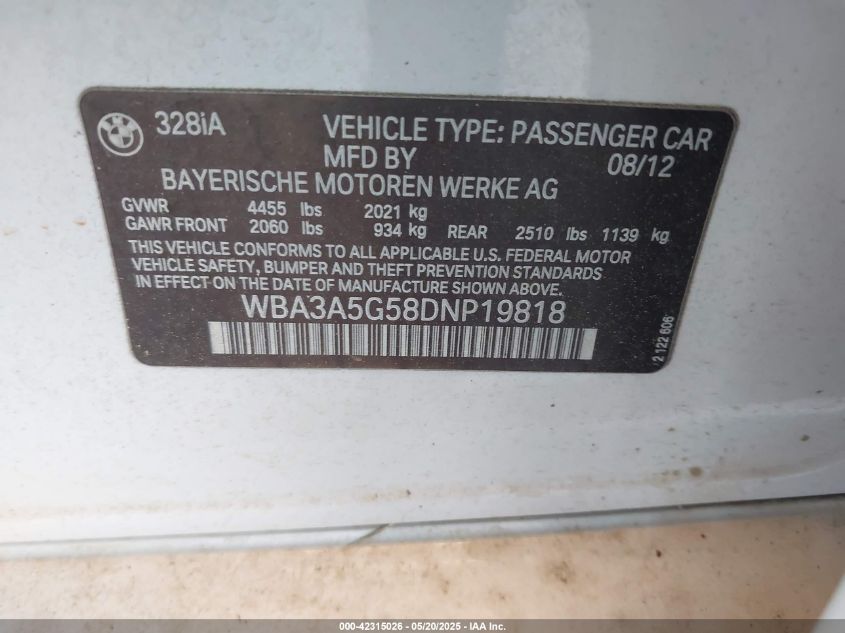 328iA VEHICLE TYPE: PASSENGER CAR
MFD BY 08/12
BAYERISCHE MOTOREN WERKE AG
GVWR 4455 lbs 2021 kg
GAWR FRONT 2060 lbs 934 kg REAR 2510 lbs 1139 kg
THIS VEHICLE CONFORMS TO ALL APPLICABLE U.S. FEDERAL MOTOR
VEHICLE SAFETY, BUMPER AND THEFT PREVENTION STANDARDS
IN EFFECT ON THE DATE OF MANUFACTURE SHOWN ABOVE.
WBA3A5G58DNP19818
2 122 606
000-42315026 - 05/20/2025 - IAA Inc.